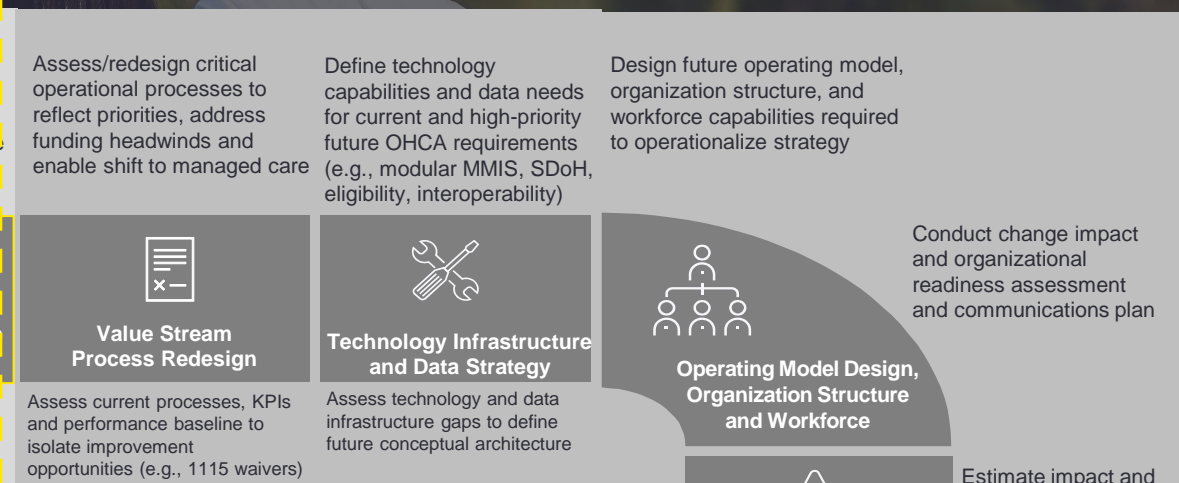 Assess/redesign critical
operational processes to
reflect priorities, address
funding headwinds and
enable shift to managed care
Define technology
capabilities and data needs
for current and high-priority
future OHCA requirements
(e.g., modular MMIS, SDoH,
eligibility, interoperability)
Design future operating model,
organization structure, and
workforce capabilities required
to operationalize strategy
Value Stream
Process Redesign
Technology Infrastructure
and Data Strategy
Operating Model Design,
Organization Structure
and Workforce
Conduct change impact
and organizational
readiness assessment
and communications plan
Assess current processes, KPIs
and performance baseline to
isolate improvement
opportunities (e.g., 1115 waivers)
Assess technology and data
infrastructure gaps to define
future conceptual architecture
Estimate impact and